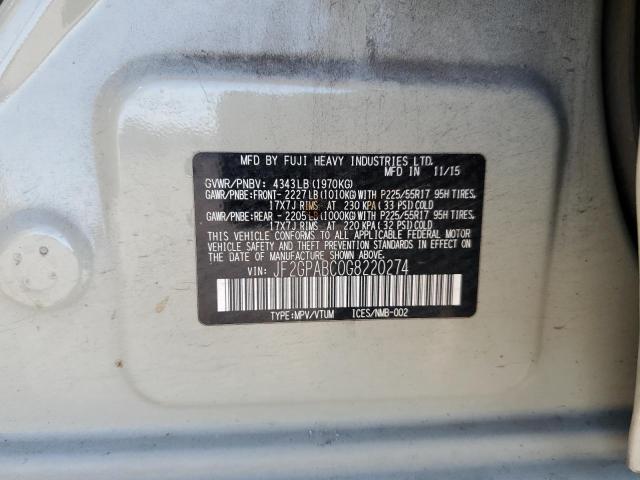 MFD BY FUJI HEAVY INDUSTRIES LTD.
MFD IN 11/15
GVWR/PNBV: 4343LB(1970KG)
GAWR/PNBE:FRONT- 2227LB(1010KG)WITH P225/55R17 95H TIRES,
17X7J RIMS AT 230 KPA(33 PSI)COLD
GAWR/PNBE:REAR - 2205LB(1000KG)WITH P225/55R17 95H TIRES,
17X7J RIMS AT 220 KPA(32 PSI)COLD
THIS VEHICLE CONFORMS TO ALL APPLICABLE FEDERAL MOTOR
VEHICLE SAFETY AND THEFT PREVENTION STANDARDS IN EFFECT
ON THE DATE OF MANUFACTURE SHOWN ABOVE.
VIN: JF2GPABC0G8220274
TYPE:MPV/VTUM ICES/NMB-002